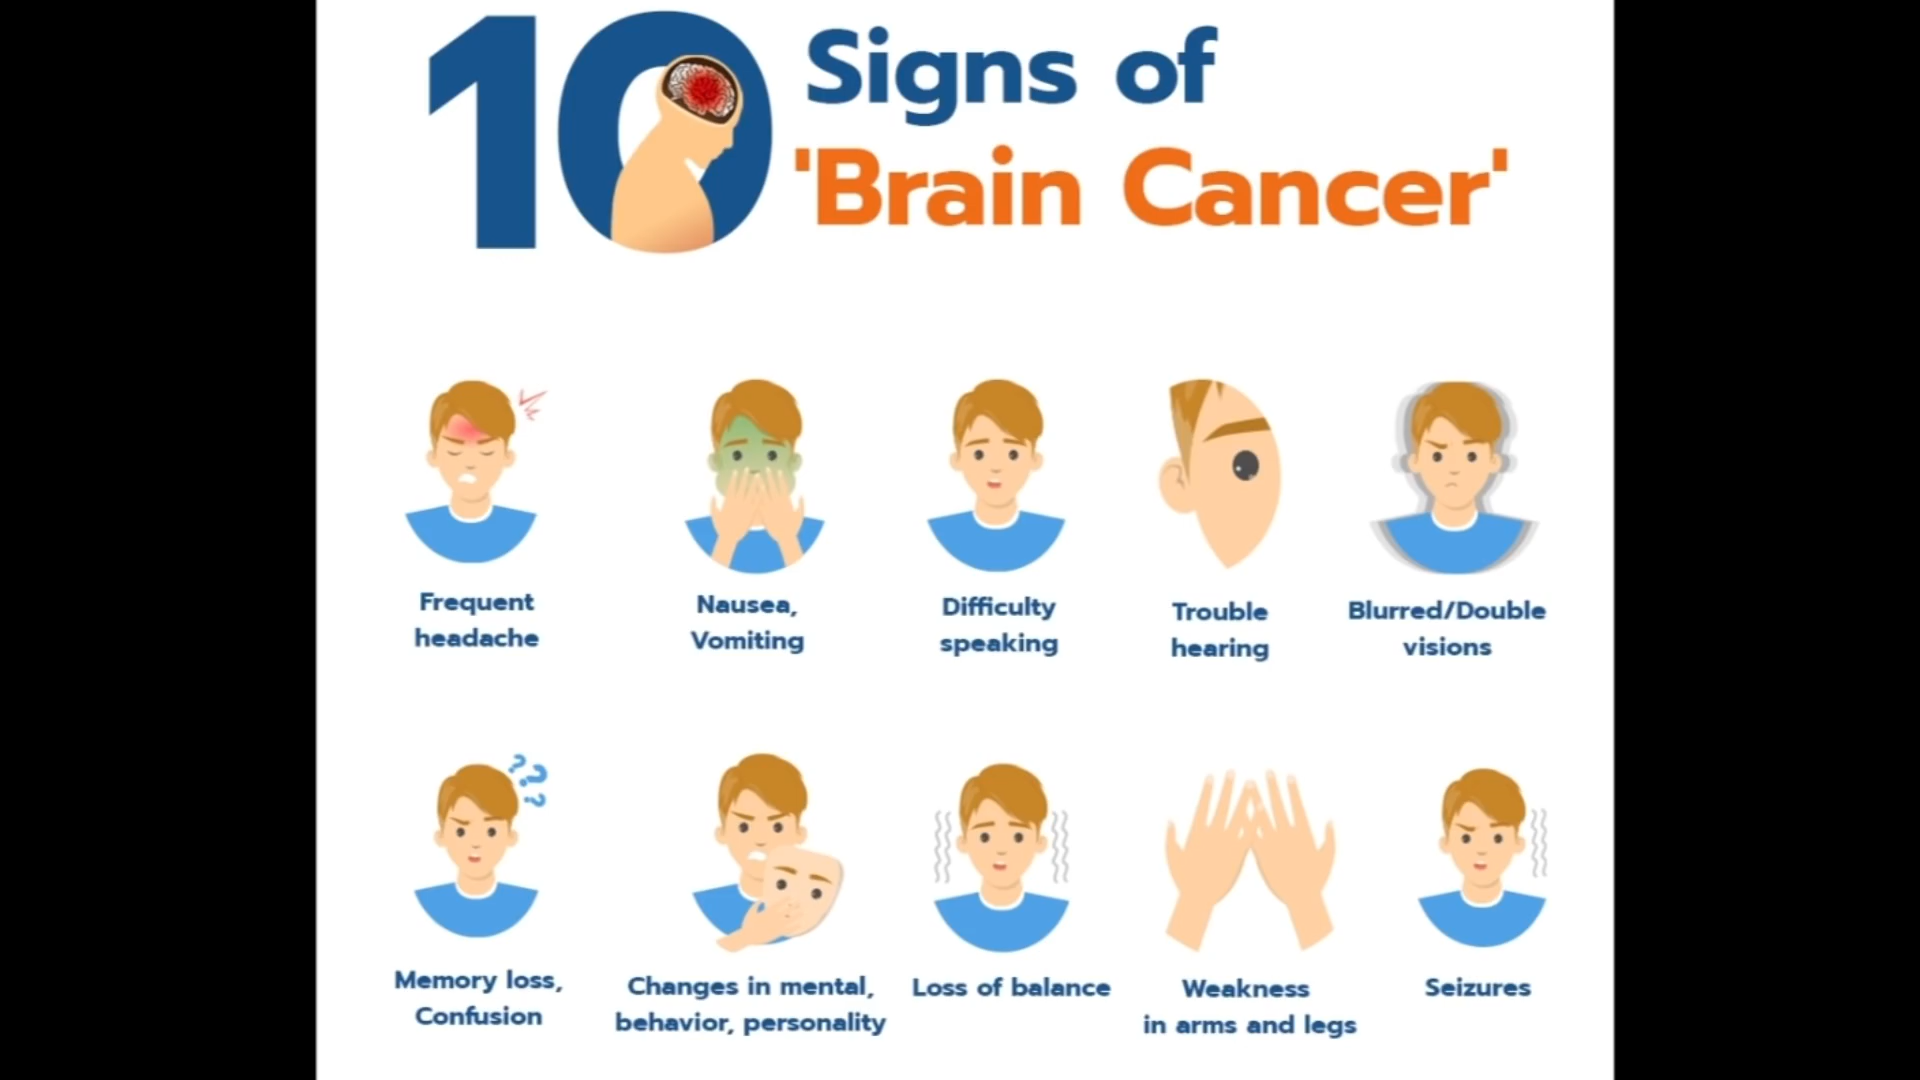 10 Signs of
'Brain Cancer'
Frequent
headache
Nausea,
Vomiting
Difficulty
speaking
Trouble
hearing
Blurred/Double
visions
? ? ?
Memory loss,
Confusion
Changes in mental,
behavior, personality
Loss of balance
Weakness
in arms and legs
Seizures